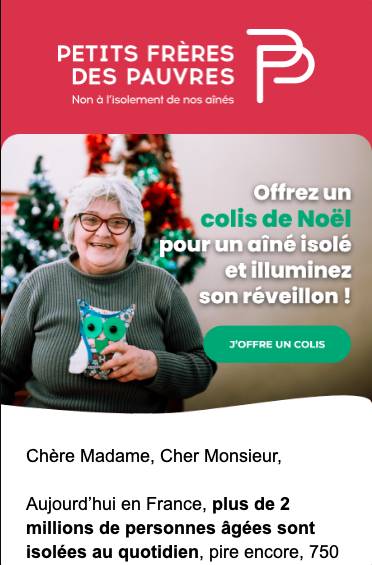 PETITS FRÈRES
DES PAUVRES
Non à l'isolement de nos aînés
Offrez un
colis de Noël
pour un aîné isolé
et illuminez
son réveillon !
J'OFFRE UN COLIS
Chère Madame, Cher Monsieur,
Aujourd'hui en France, plus de 2
millions de personnes âgées sont
isolées au quotidien, pire encore, 750